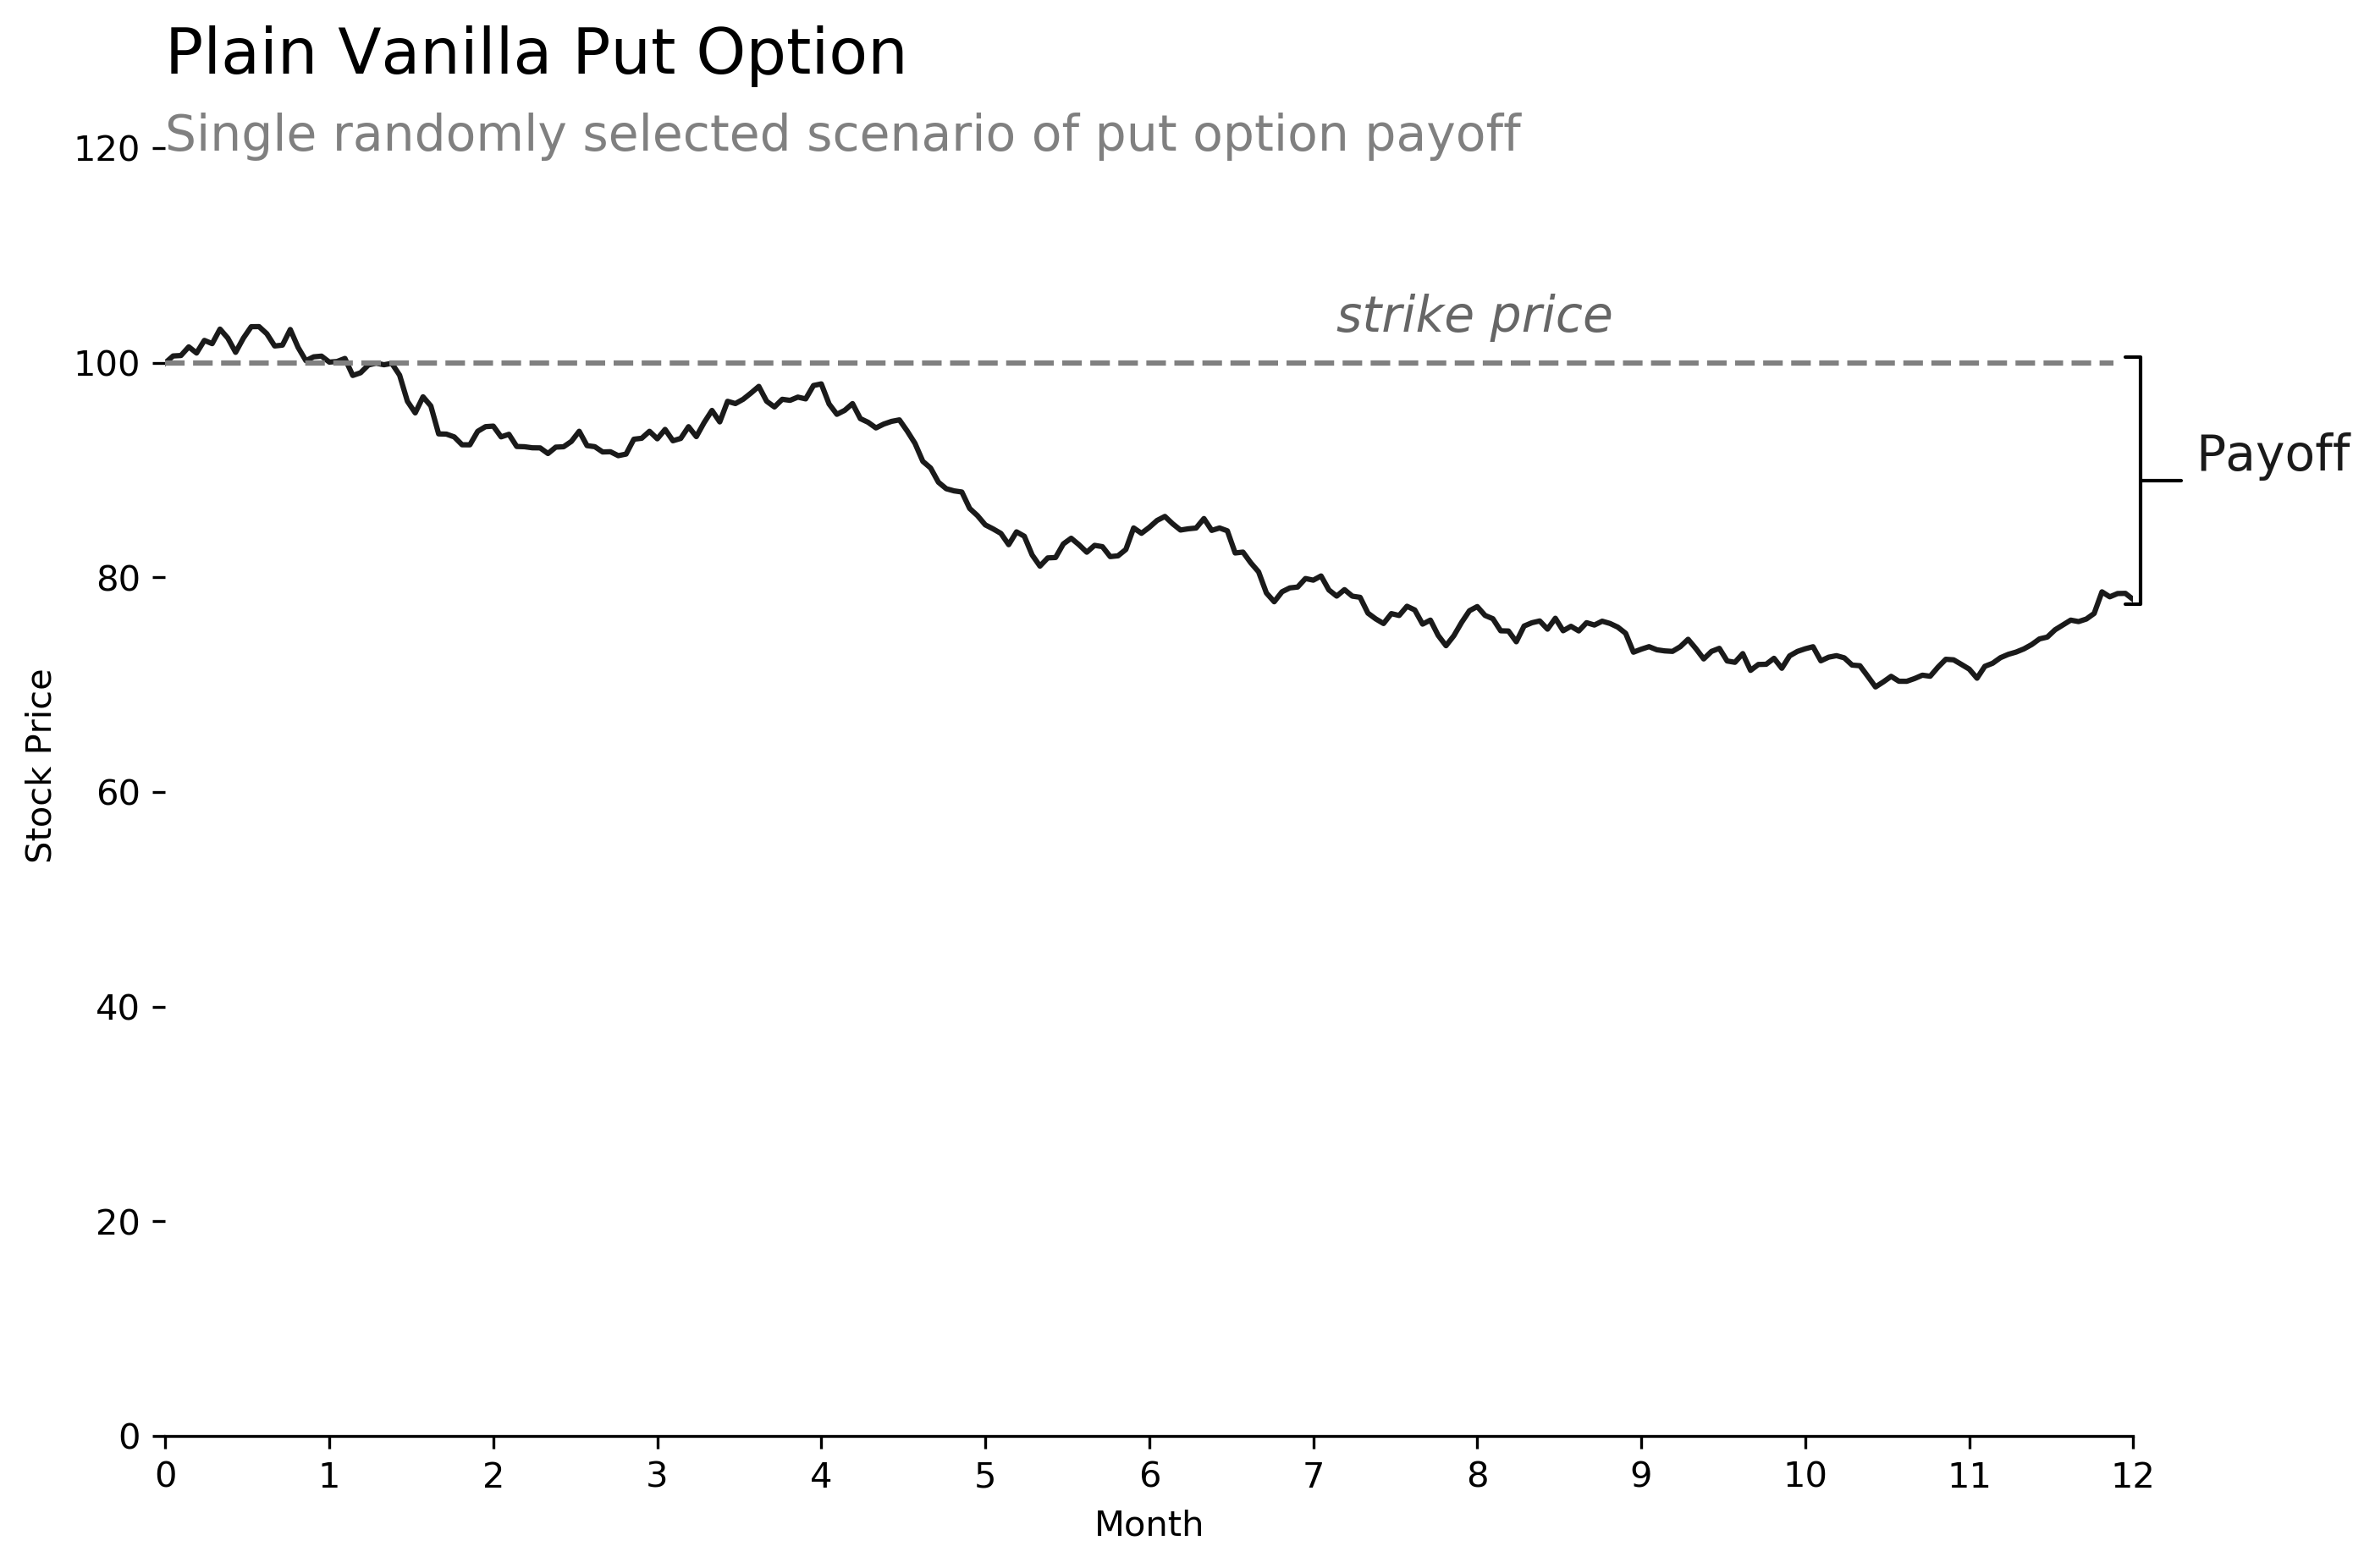 Plain Vanilla Put Option
Single randomly selected scenario of put option payoff
120
strike price
100
Payoff
80
60
Stock Price
40
20
0
0 1 2 3 4 5 6 7 8 9 10 11 12
Month